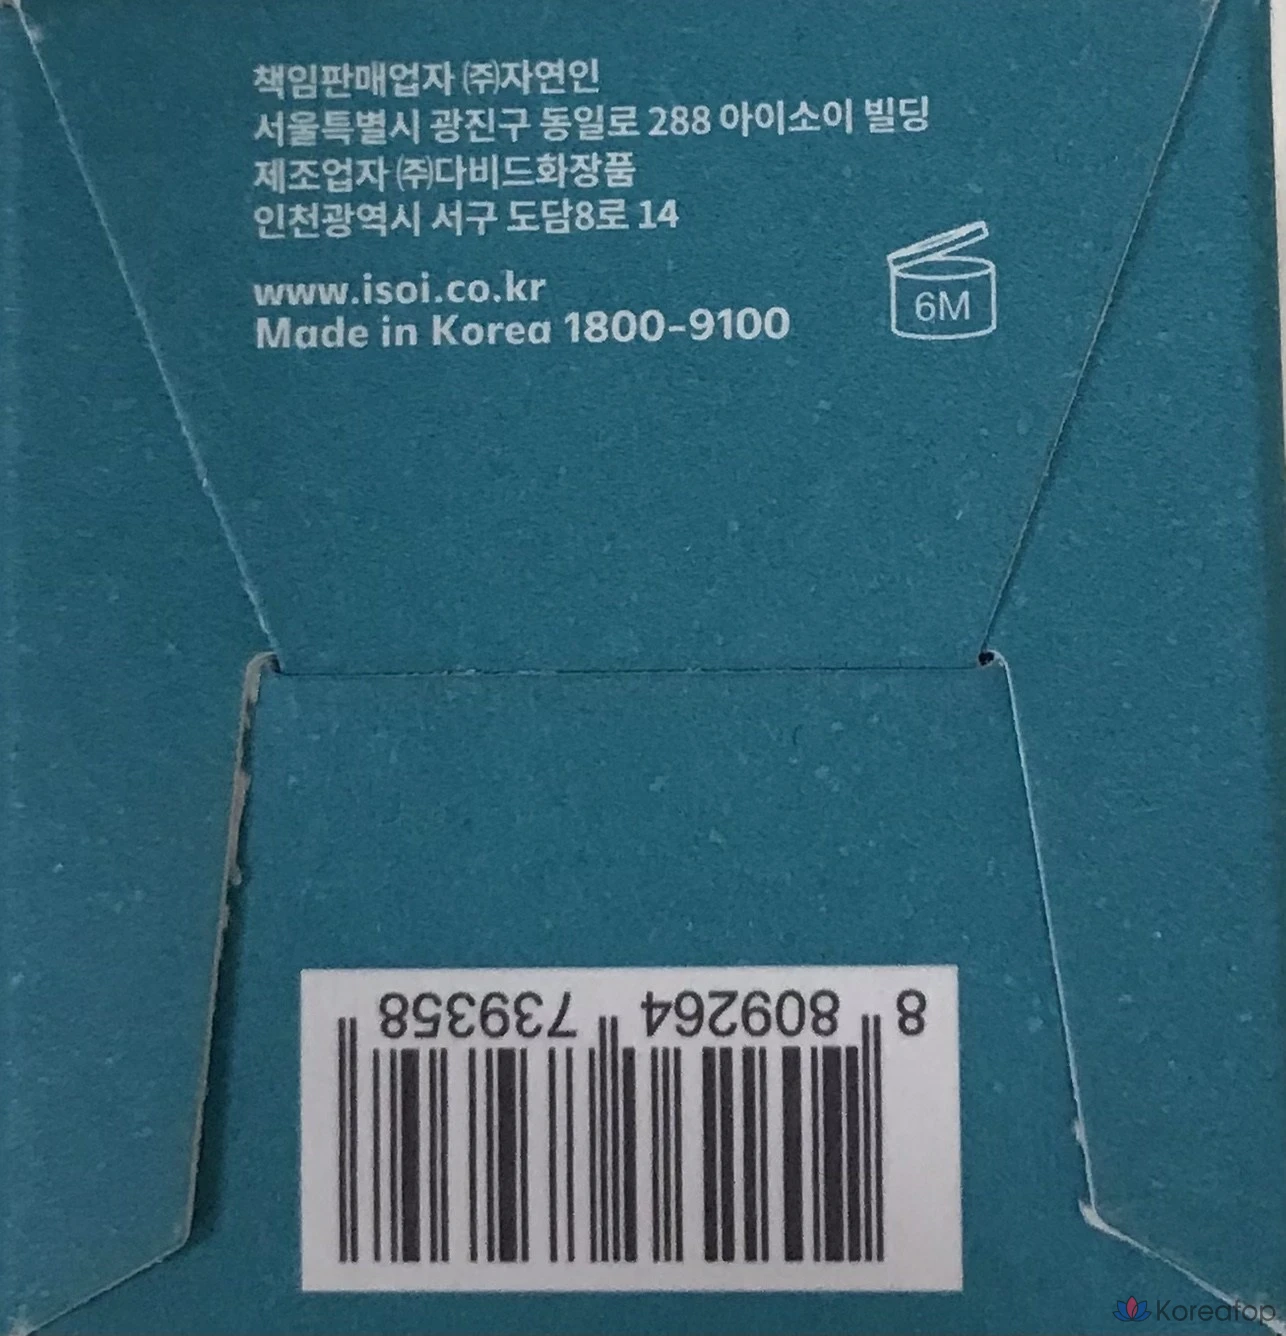 책임판매업자 ㈜자연인
서울특별시 광진구 동일로 288 아이소이 빌딩
제조업자 ㈜다비드화장품
인천광역시 서구 도담8로 14
www.isoi.co.kr
Made in Korea 1800-9100
6M
8 809264 739358
Koreafop